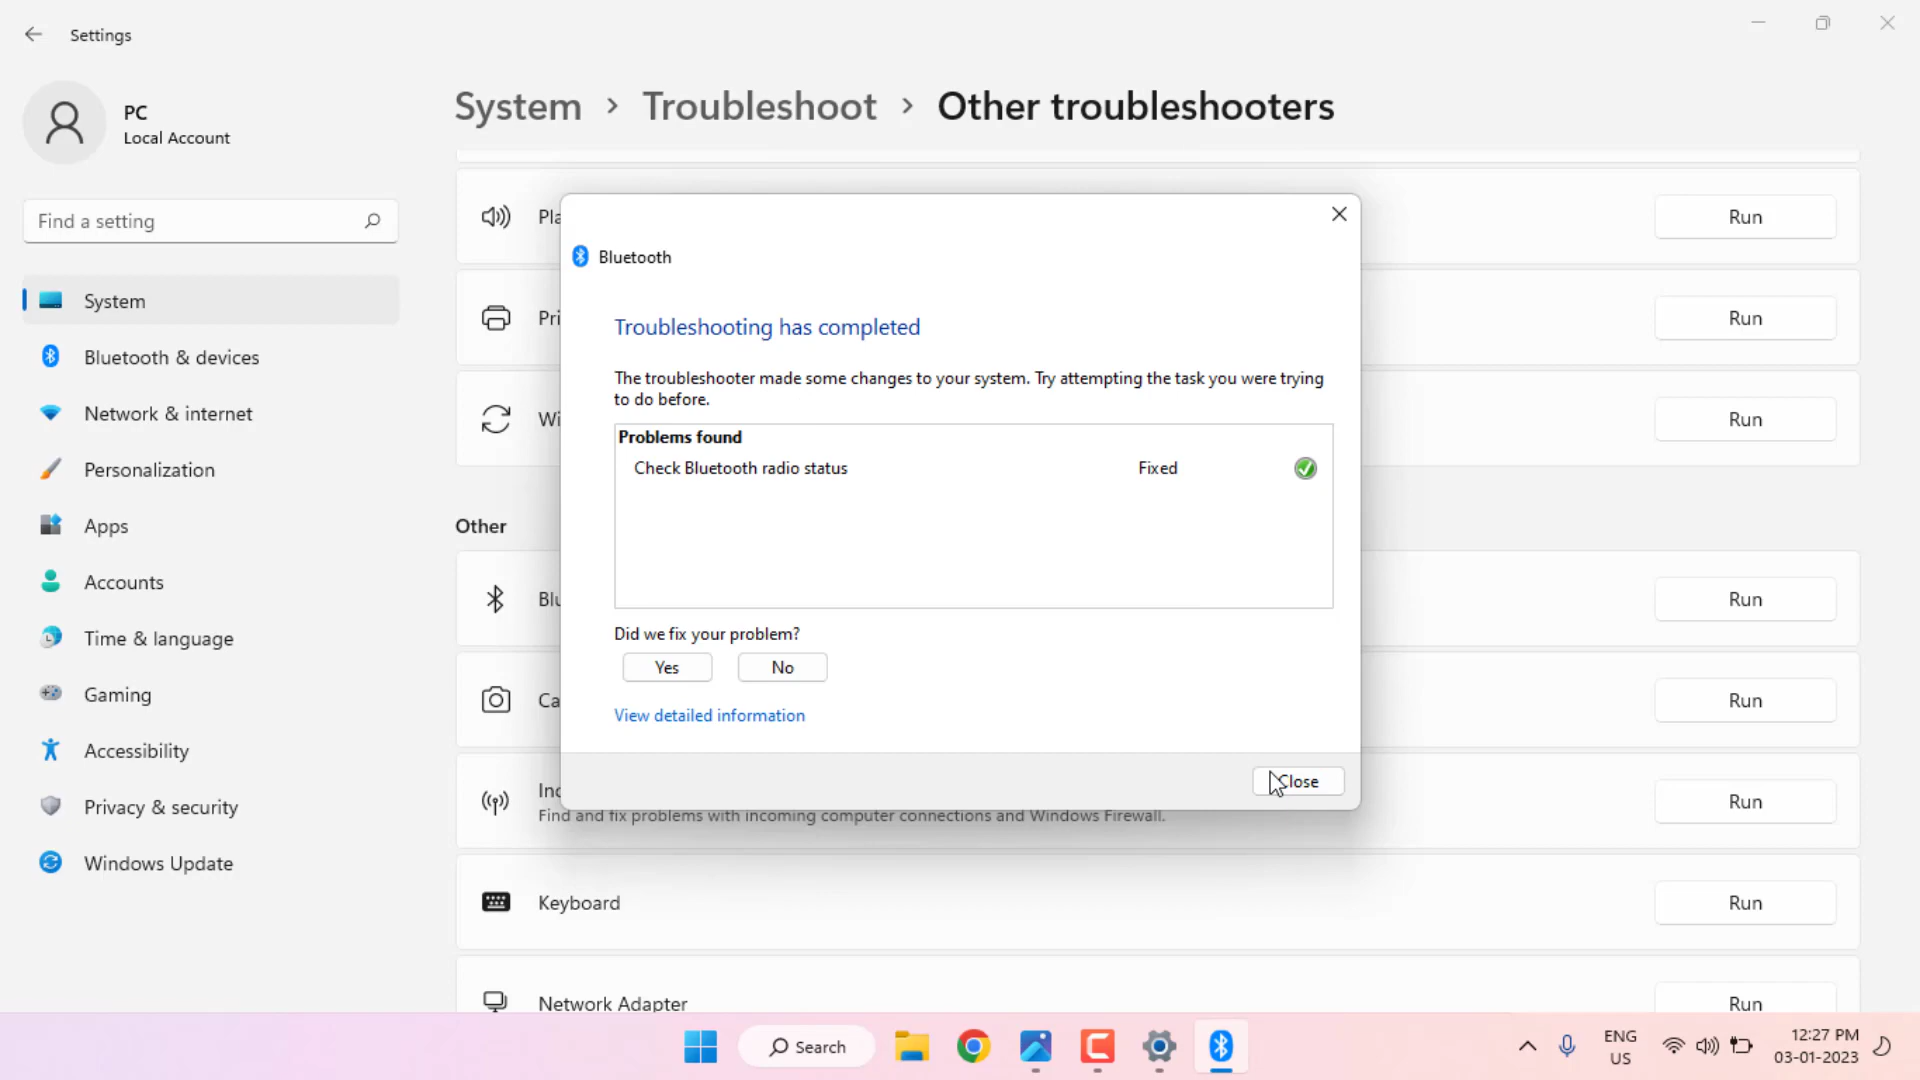 Settings
PC
Local Account
Find a setting
System
Bluetooth & devices
Network & internet
Personalization
Apps
Accounts
Time & language
Gaming
Accessibility
Privacy & security
Windows Update
System > Troubleshoot > Other troubleshooters
Run
Run
Run
Other
Run
Run
Run
Find and fix problems with incoming computer connections and Windows Firewall.
Keyboard
Run
Network Adapter
Run
Bluetooth
Troubleshooting has completed
The troubleshooter made some changes to your system. Try attempting the task you were trying
to do before.
Problems found
Check Bluetooth radio status Fixed
Did we fix your problem?
Yes No
View detailed information
Close
Search
ENG
US
12:27 PM
03-01-2023